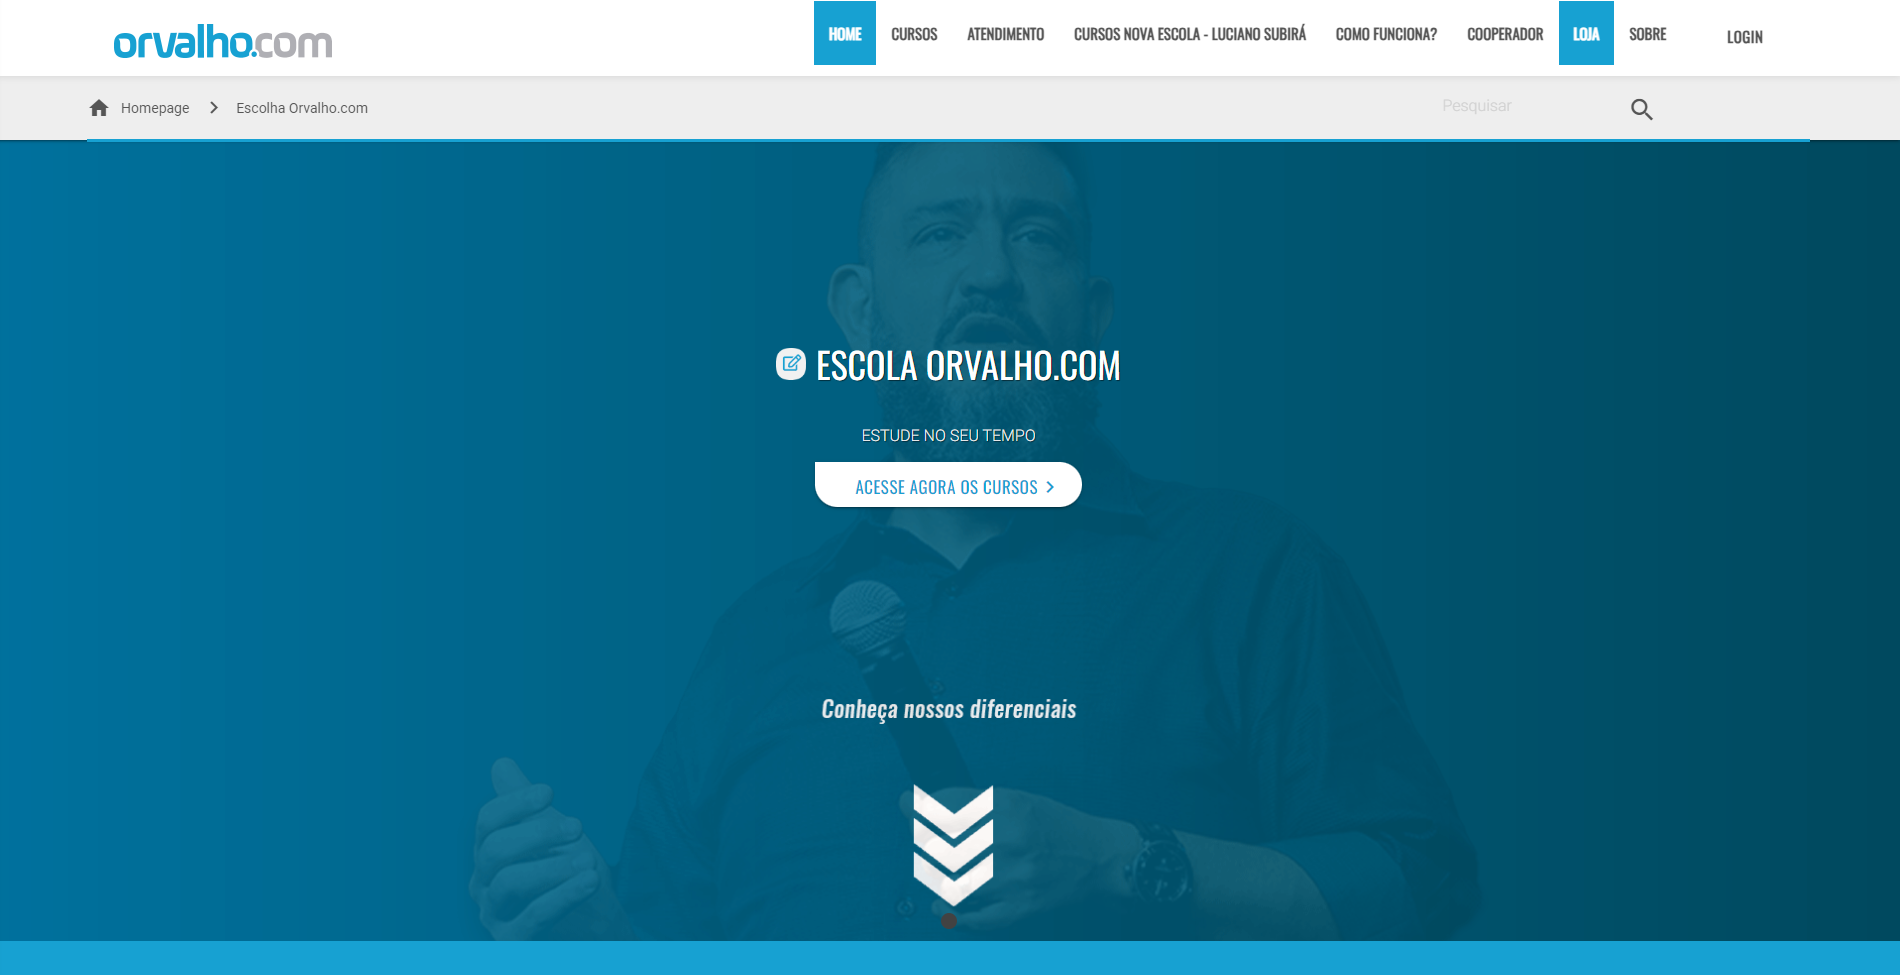 orvalho.com
HOME
CURSOS
ATENDIMENTO
CURSOS NOVA ESCOLA - LUCIANO SUBIRÁ
COMO FUNCIONA?
COOPERADOR
LOJA
SOBRE
LOGIN
Homepage
Escolha Orvalho.com
Pesquisar
ESCOLA ORVALHO.COM
ESTUDE NO SEU TEMPO
ACESSE AGORA OS CURSOS
Conheça nossos diferenciais